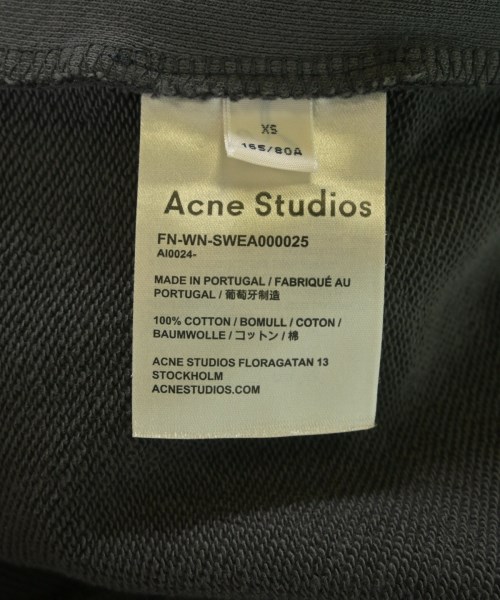 XS
155/80A
Acne Studios
FN-WN-SWEA000025
AI0024-
MADE IN PORTUGAL / FABRIQUÉ AU
PORTUGAL / 葡萄牙制造
100% COTTON / BOMULL / COTON /
BAUMWOLLE / コットン / 棉
ACNE STUDIOS FLORAGATAN 13
STOCKHOLM
ACNESTUDIOS.COM